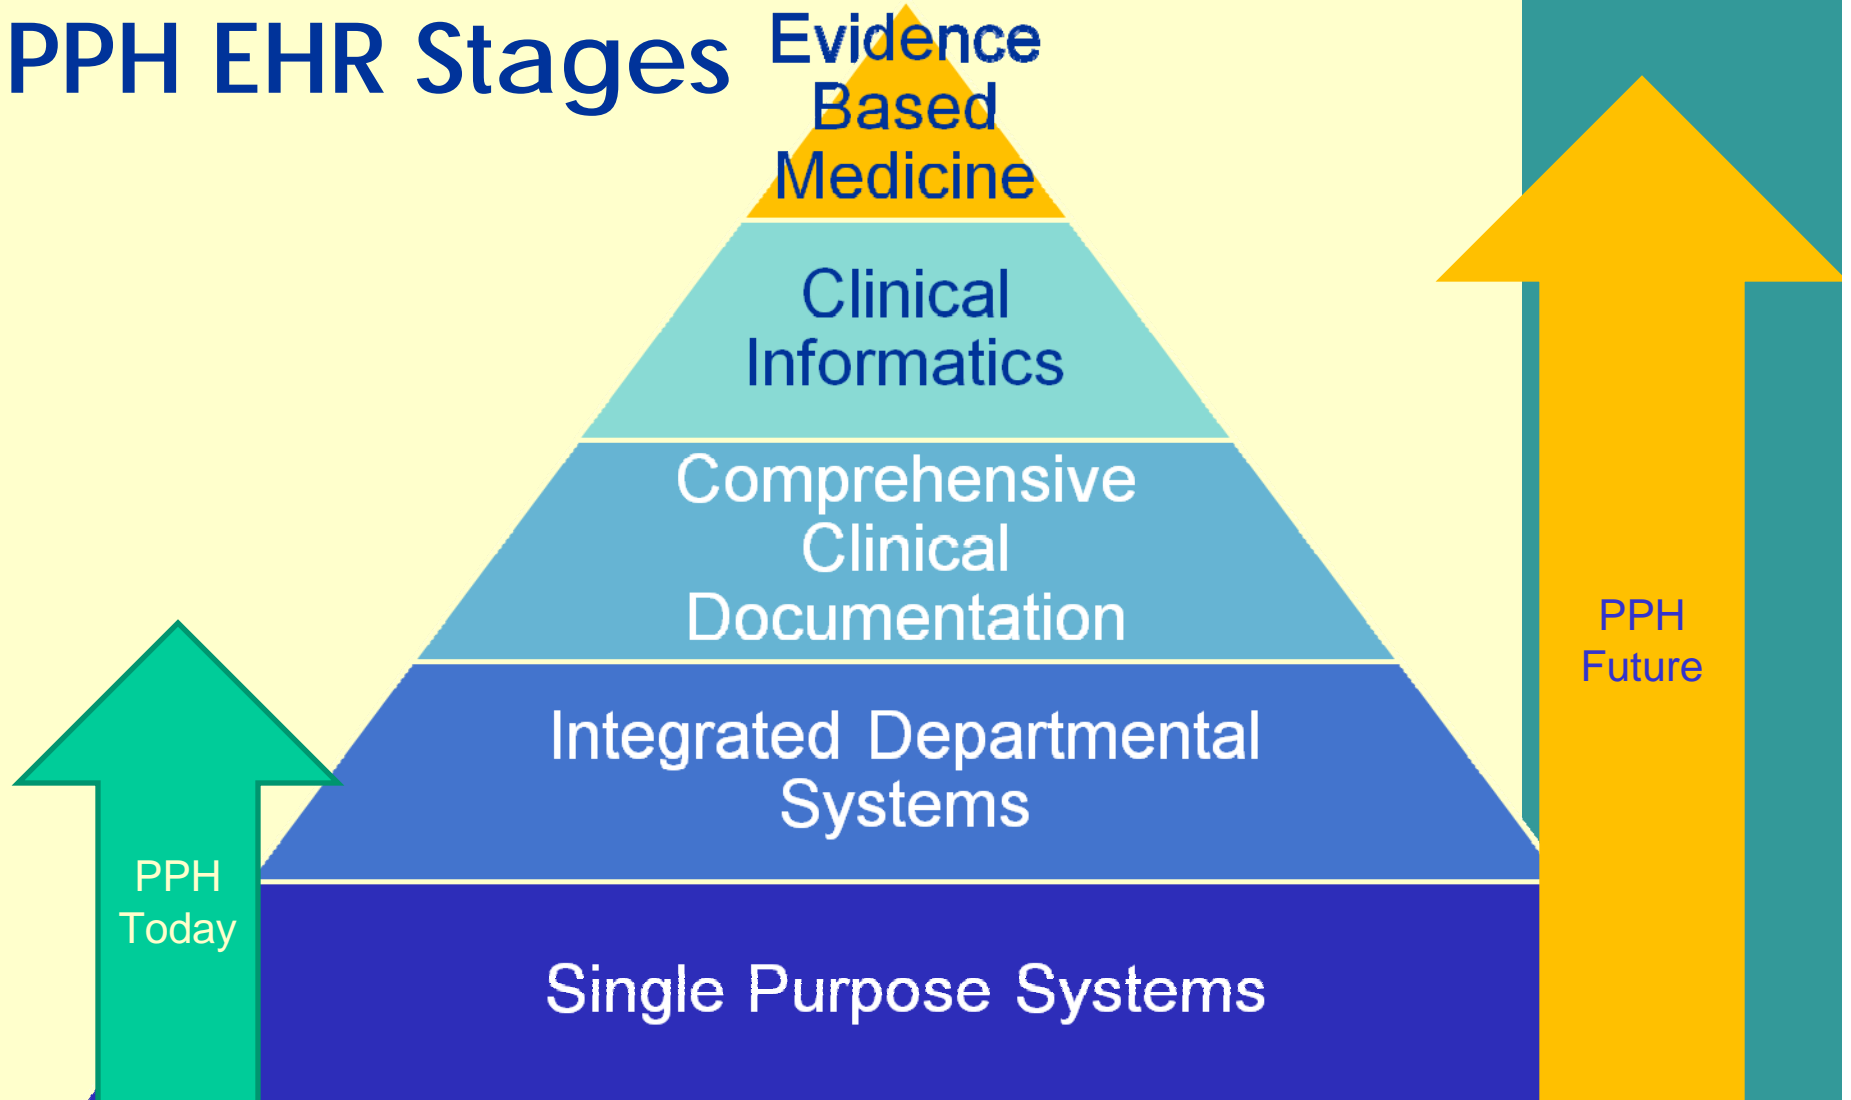 PPH EHR Stages
Evidence
Based
Medicine
Clinical
Informatics
Comprehensive
Clinical
Documentation
Integrated Departmental
Systems
Single Purpose Systems
PPH
Today
PPH
Future